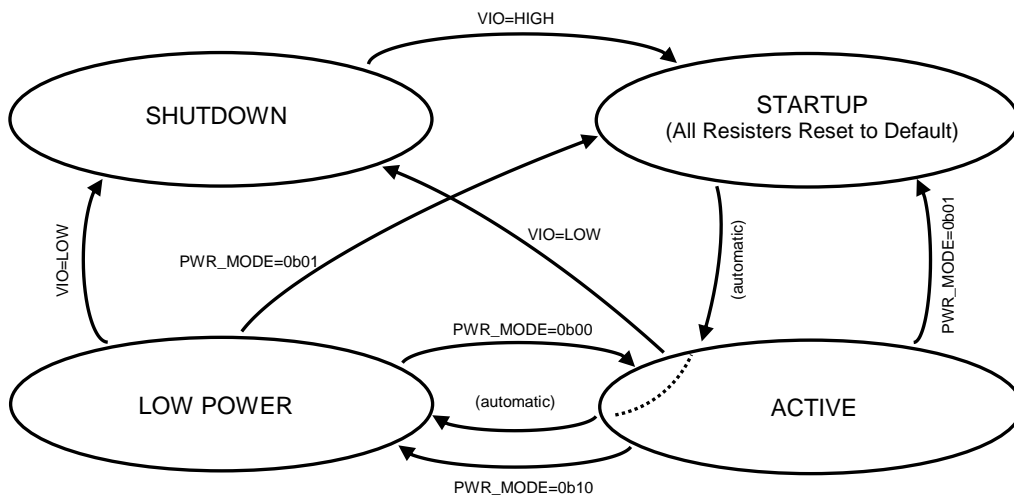 VIO=HIGH
SHUTDOWN
STARTUP
(All Resisters Reset to Default)
VIO=LOW
PWR_MODE=0b01
VIO=LOW
(automatic)
PWR_MODE=0b01
PWR_MODE=0b00
LOW POWER
(automatic)
ACTIVE
PWR_MODE=0b10